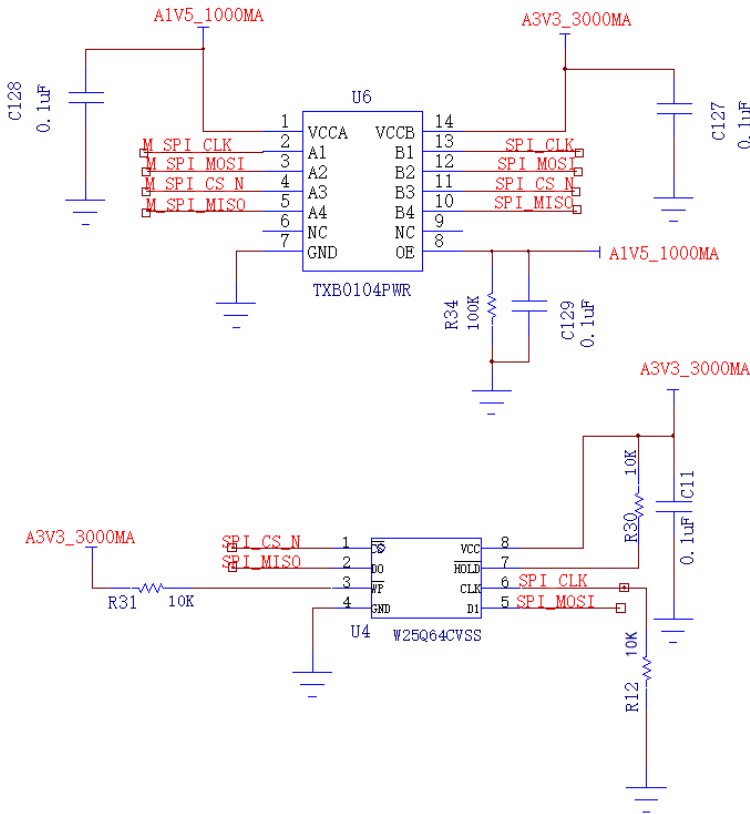 A1V5_1000MA
A3V3_3000MA
C128
0.1uF
U6
C127
0.1uF
1 VCCA VCCB 14
M_SPI_CLK 2 A1 B1 13 SPI_CLK
M_SPI_MOSI 3 A2 B2 12 SPI_MOSI
M_SPI_CS_N 4 A3 B3 11 SPI_CS_N
M_SPI_MISO 5 A4 B4 10 SPI_MISO
6 NC NC 9
7 GND OE 8
A1V5_1000MA
TXB0104PWR
R34
100K
C129
0.1uF
A3V3_3000MA
10K
R30
C11
0.1uF
A3V3_3000MA
SPI_CS_N 1 CS VCC 8
SPI_MISO 2 DO HOLD 7
3 WP CLK 6 SPI_CLK
4 GND D1 5 SPI_MOSI
R31 10K
U4 W25Q64CVSS
10K
R12